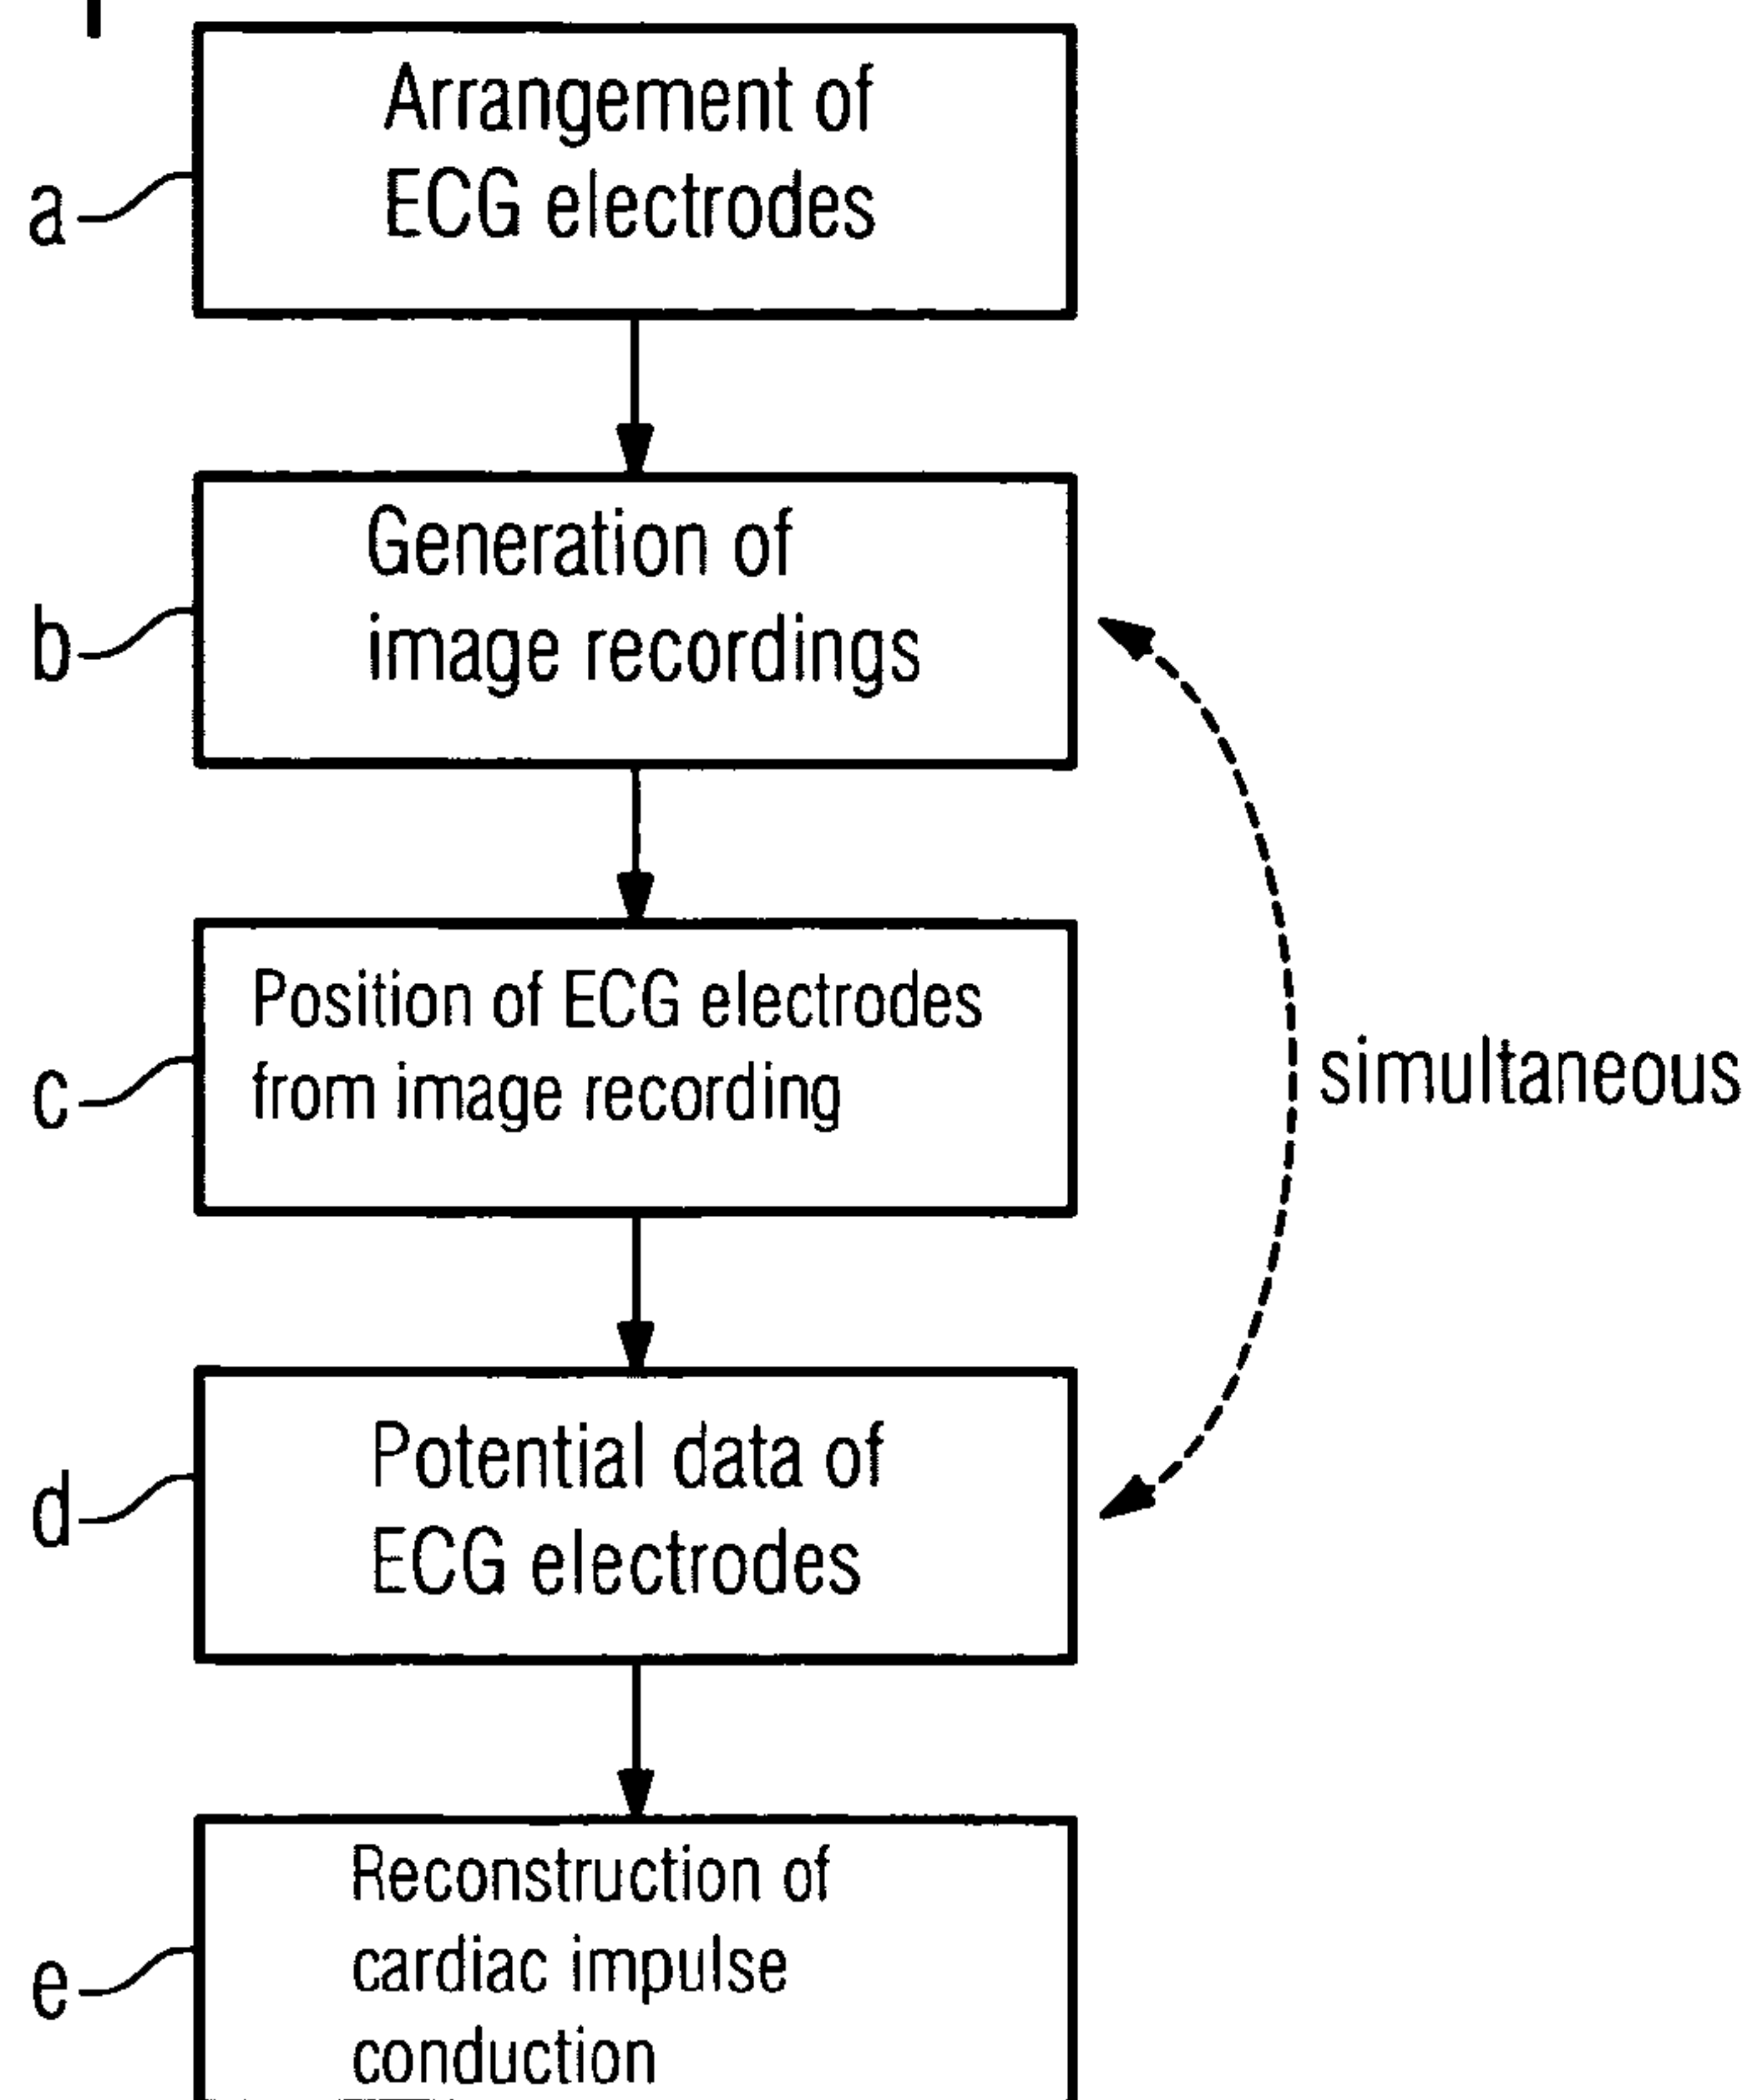 Arrangement of
ECG electrodes
a
Generation of
image recordings
b
Position of ECG electrodes
from image recording
c
simultaneous
Potential data of
ECG electrodes
d
Reconstruction of
cardiac impulse
conduction
e